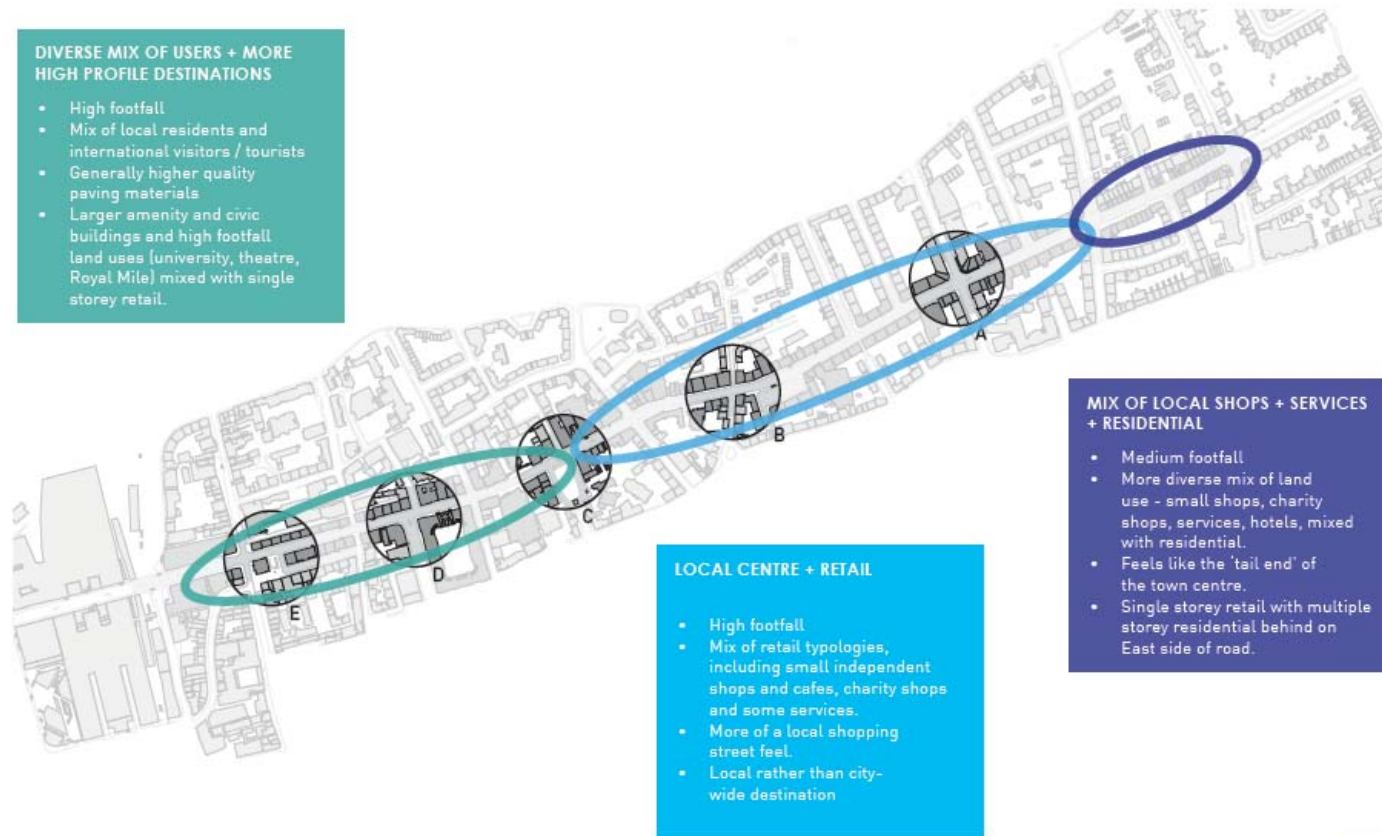 DIVERSE MIX OF USERS + MORE
HIGH PROFILE DESTINATIONS
• High footfall
• Mix of local residents and
international visitors / tourists
• Generally higher quality
paving materials
• Larger amenity and civic
buildings and high footfall
land uses (university, theatre,
Royal Mile) mixed with single
storey retail.
A
B
C
D
E
MIX OF LOCAL SHOPS + SERVICES
+ RESIDENTIAL
• Medium footfall
• More diverse mix of land
use - small shops, charity
shops, services, hotels, mixed
with residential.
• Feels like the ‘tail end’ of
the town centre.
• Single storey retail with multiple
storey residential behind on
East side of road.
LOCAL CENTRE + RETAIL
• High footfall
• Mix of retail typologies,
including small independent
shops and cafes, charity shops
and some services.
• More of a local shopping
street feel.
• Local rather than city-
wide destination